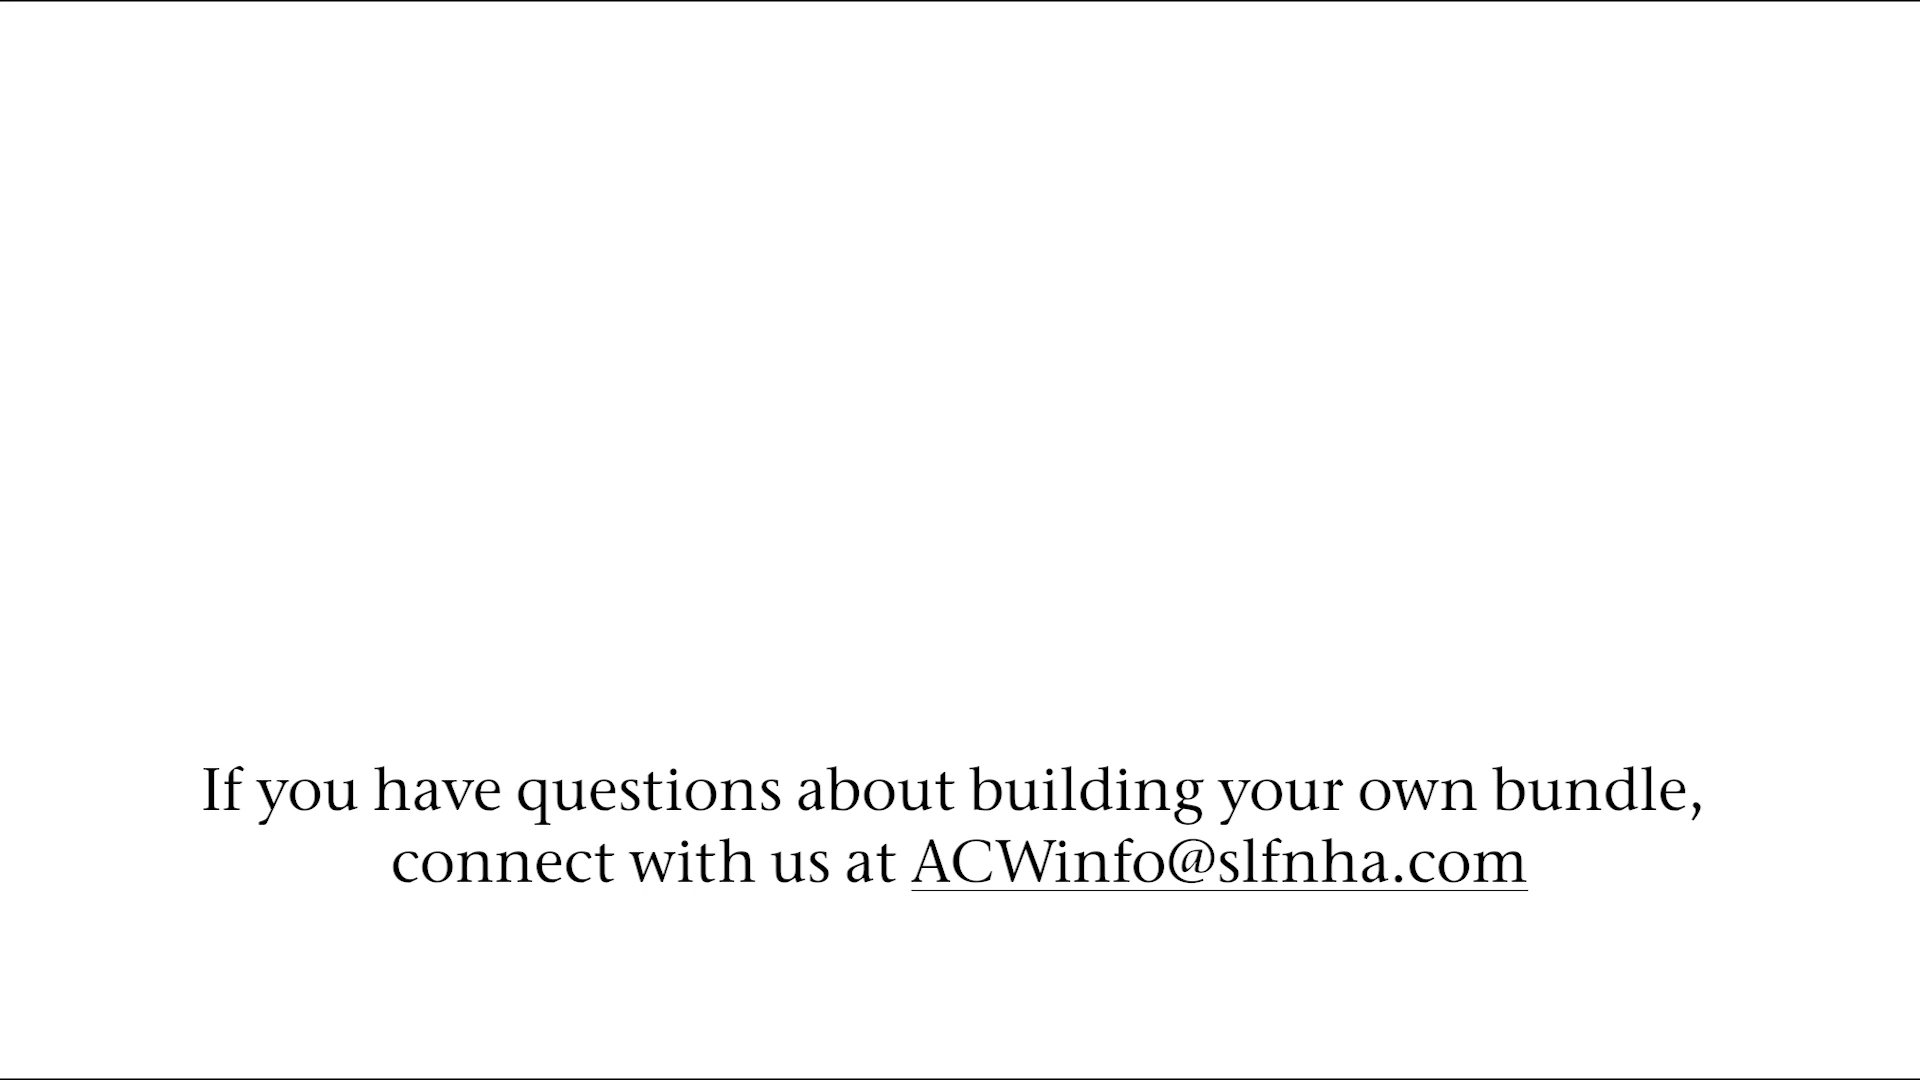 If you have questions about building your own bundle,
connect with us at ACWinfo@slfnha.com